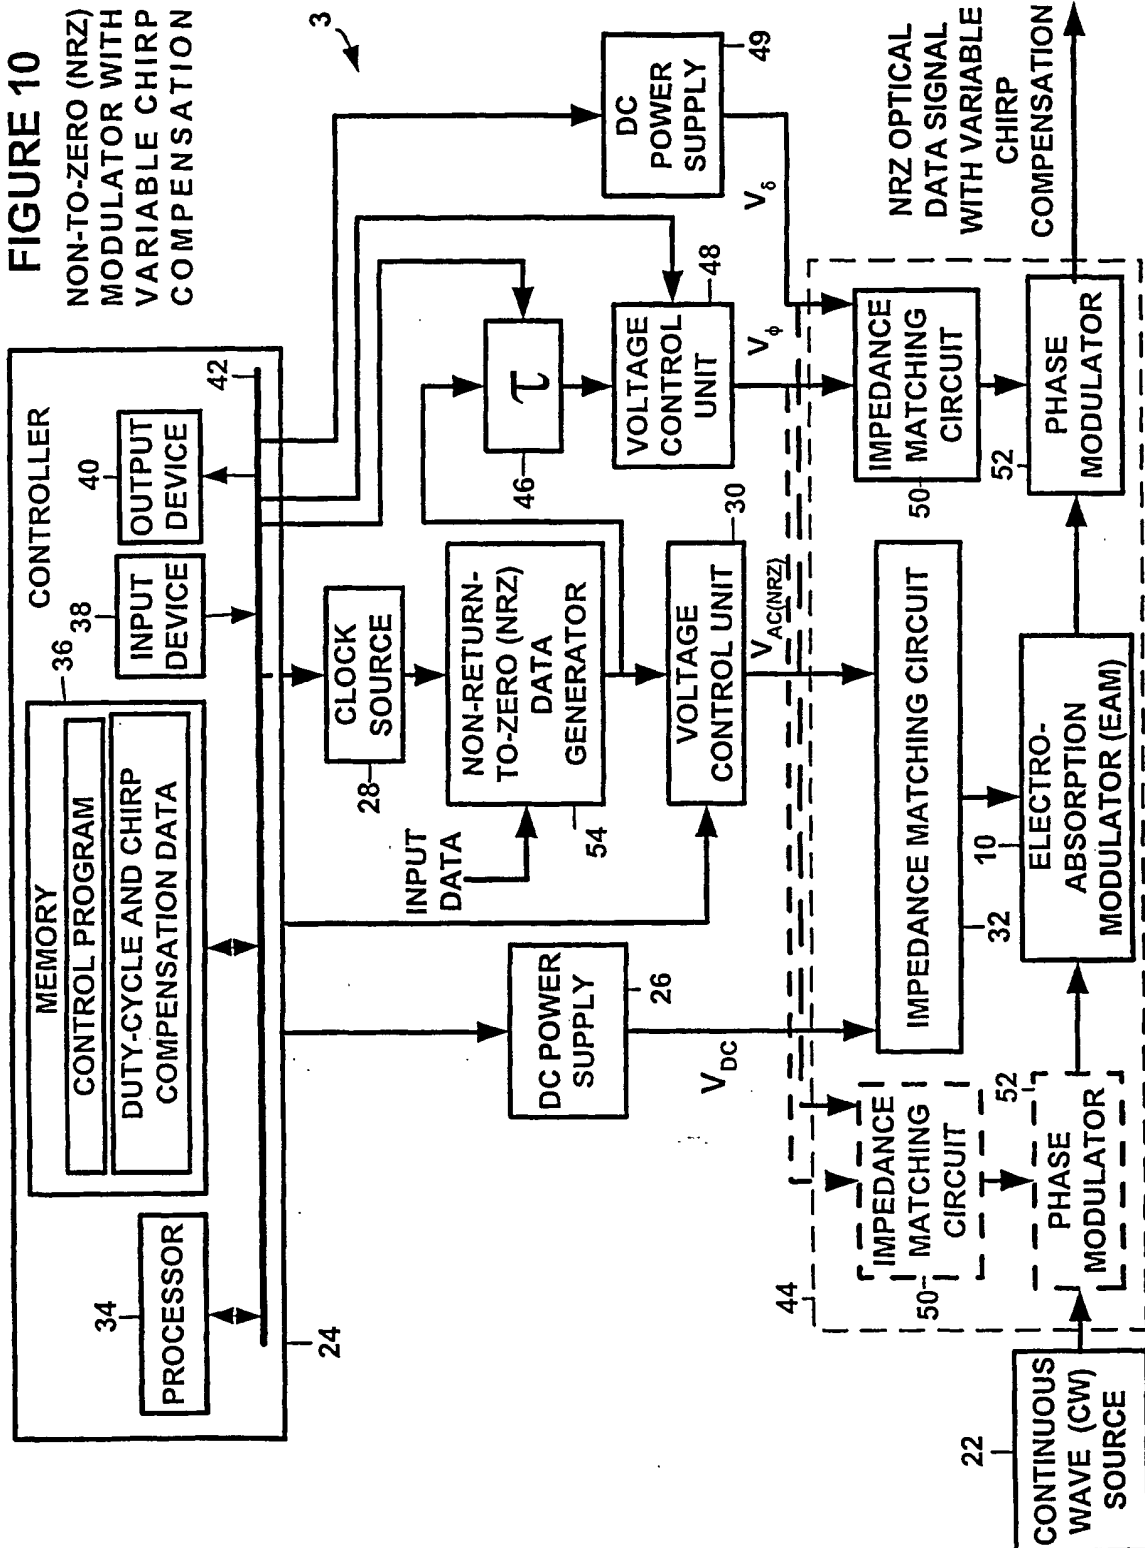 FIGURE 10
NON-TO-ZERO (NRZ)
MODULATOR WITH
VARIABLE CHIRP
COMPENSATION
3
CONTROLLER
34
PROCESSOR
MEMORY
36
CONTROL PROGRAM
DUTY-CYCLE AND CHIRP
COMPENSATION DATA
38
INPUT
DEVICE
40
OUTPUT
DEVICE
42
24
CLOCK
SOURCE
28
INPUT
DATA
NON-RETURN-
TO-ZERO (NRZ)
DATA
GENERATOR
54
τ
46
DC
POWER
SUPPLY
49
DC POWER
SUPPLY
26
VOLTAGE
CONTROL UNIT
30
VOLTAGE
CONTROL
UNIT
48
VDC
VAC(NRZ)
Vϕ
Vδ
44
IMPEDANCE
MATCHING
CIRCUIT
50
IMPEDANCE MATCHING CIRCUIT
32
IMPEDANCE
MATCHING
CIRCUIT
50
22
CONTINUOUS
WAVE (CW)
SOURCE
52
PHASE
MODULATOR
10
ELECTRO-
ABSORPTION
MODULATOR (EAM)
52
PHASE
MODULATOR
NRZ OPTICAL
DATA SIGNAL
WITH VARIABLE
CHIRP
COMPENSATION